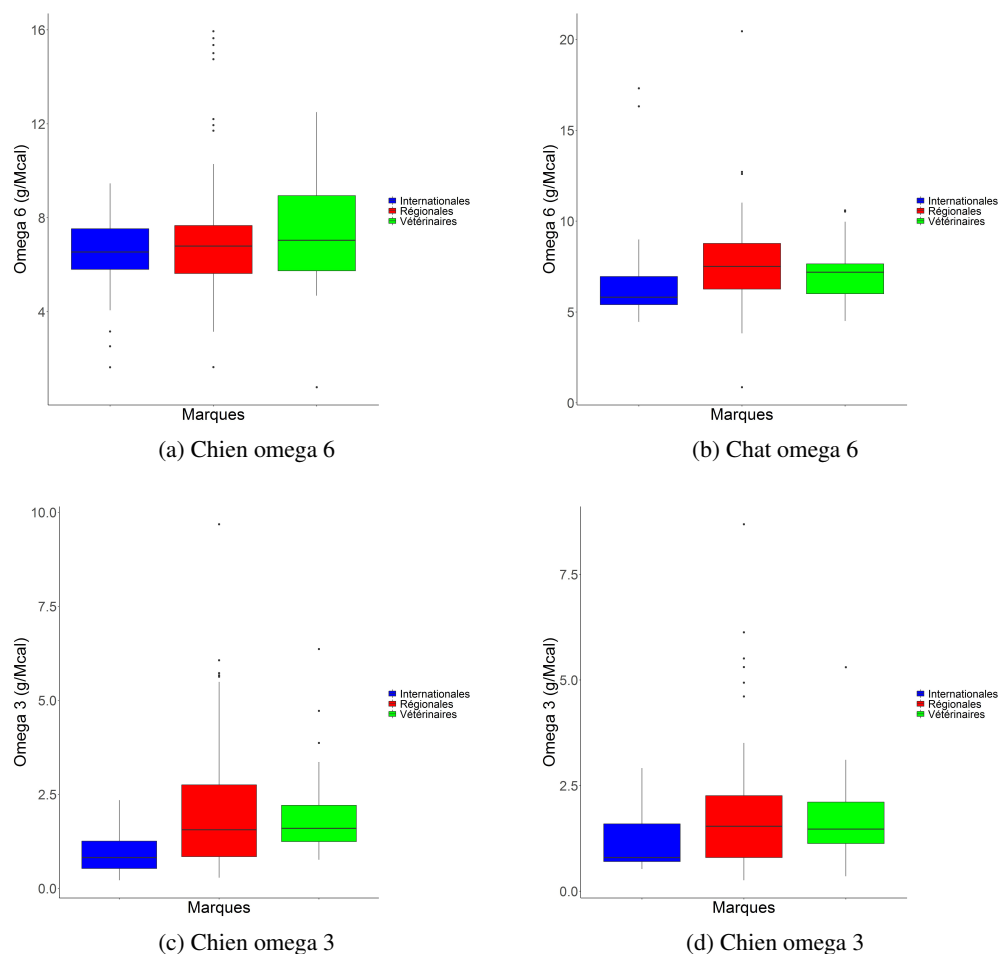 16
12
8
4
Omega 6 (g/Mcal)
Marques
Internationales
Régionales
Vétérinaires
(a) Chien omega 6
20
15
10
5
0
Omega 6 (g/Mcal)
Marques
Internationales
Régionales
Vétérinaires
(b) Chat omega 6
10.0
7.5
5.0
2.5
0.0
Omega 3 (g/Mcal)
Marques
Internationales
Régionales
Vétérinaires
(c) Chien omega 3
7.5
5.0
2.5
0.0
Omega 3 (g/Mcal)
Marques
Internationales
Régionales
Vétérinaires
(d) Chien omega 3